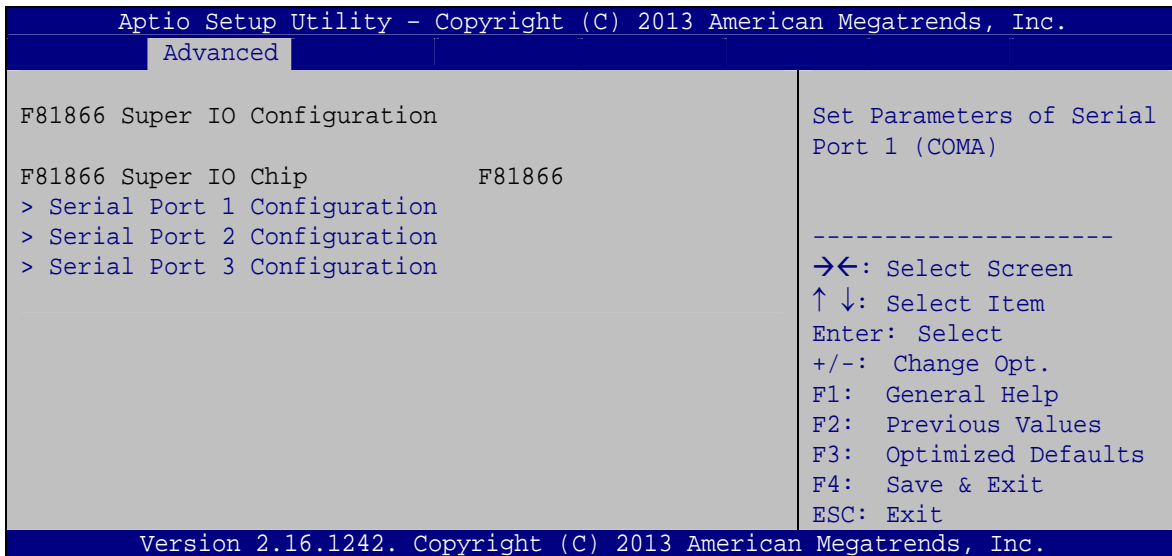 Aptio Setup Utility – Copyright (C) 2013 American Megatrends, Inc.
Advanced
F81866 Super IO Configuration
F81866 Super IO Chip F81866
> Serial Port 1 Configuration
> Serial Port 2 Configuration
> Serial Port 3 Configuration
Set Parameters of Serial
Port 1 (COMA)
---------------------
→←: Select Screen
↑ ↓: Select Item
Enter: Select
+/-: Change Opt.
F1: General Help
F2: Previous Values
F3: Optimized Defaults
F4: Save & Exit
ESC: Exit
Version 2.16.1242. Copyright (C) 2013 American Megatrends, Inc.